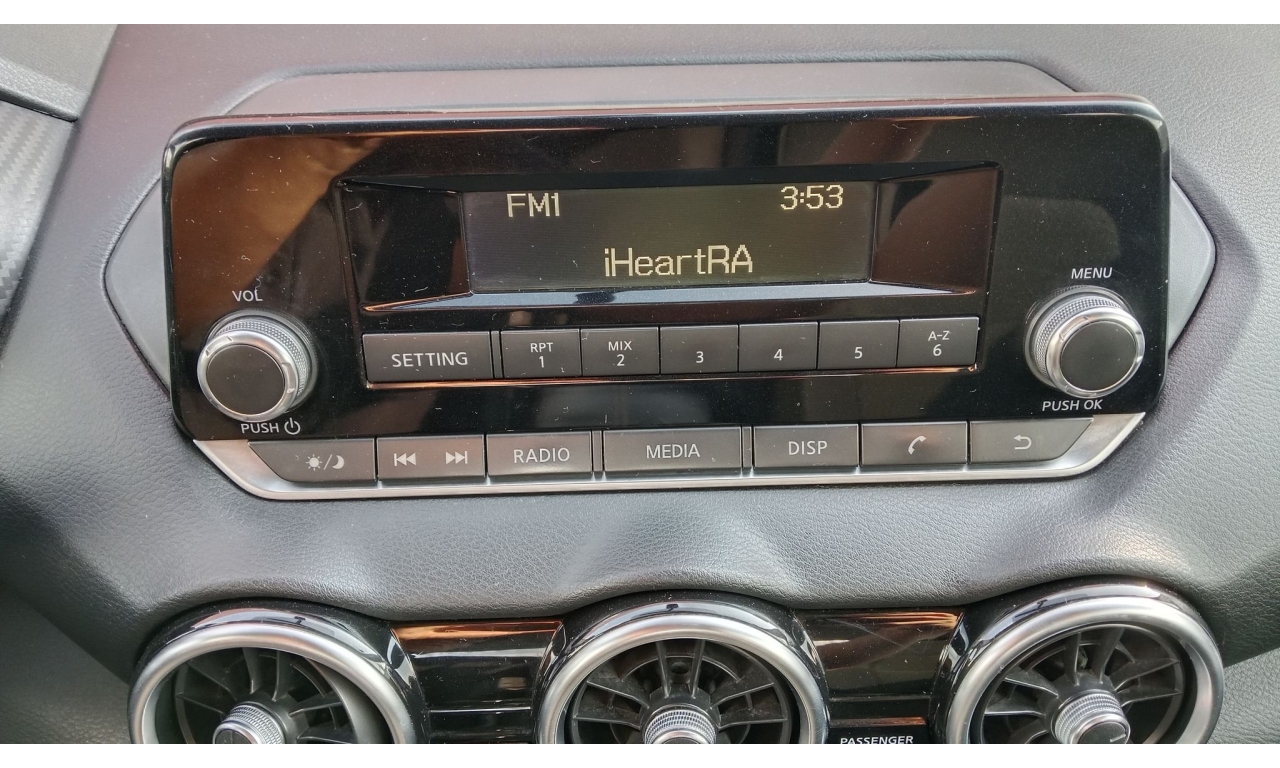 FM1 3:53
iHeartRA
VOL
MENU
SETTING
RPT
1
MIX
2
3
4
5
A-Z
6
PUSH
PUSH OK
RADIO
MEDIA
DISP
PASSENGER